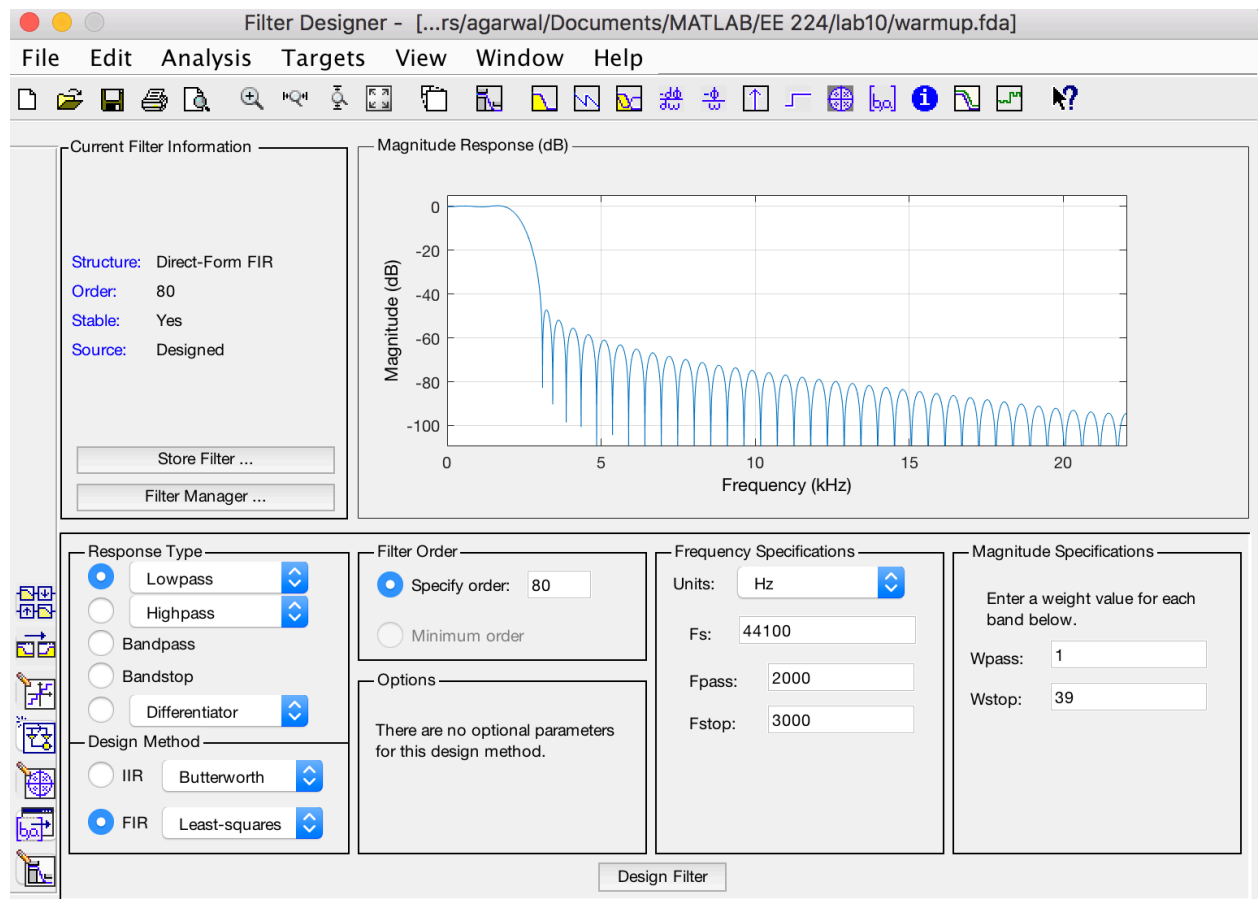 Filter Designer - [...rs/agarwal/Documents/MATLAB/EE 224/lab10/warmup.fda]
File Edit Analysis Targets View Window Help
[b,a]
Current Filter Information
Structure: Direct-Form FIR
Order: 80
Stable: Yes
Source: Designed
Store Filter ...
Filter Manager ...
Magnitude Response (dB)
Magnitude (dB)
0
-20
-40
-60
-80
-100
0 5 10 15 20
Frequency (kHz)
Response Type
Lowpass
Highpass
Bandpass
Bandstop
Differentiator
Design Method
IIR Butterworth
FIR Least-squares
Filter Order
Specify order: 80
Minimum order
Options
There are no optional parameters
for this design method.
Frequency Specifications
Units: Hz
Fs: 44100
Fpass: 2000
Fstop: 3000
Magnitude Specifications
Enter a weight value for each
band below.
Wpass: 1
Wstop: 39
[b,a]
Design Filter